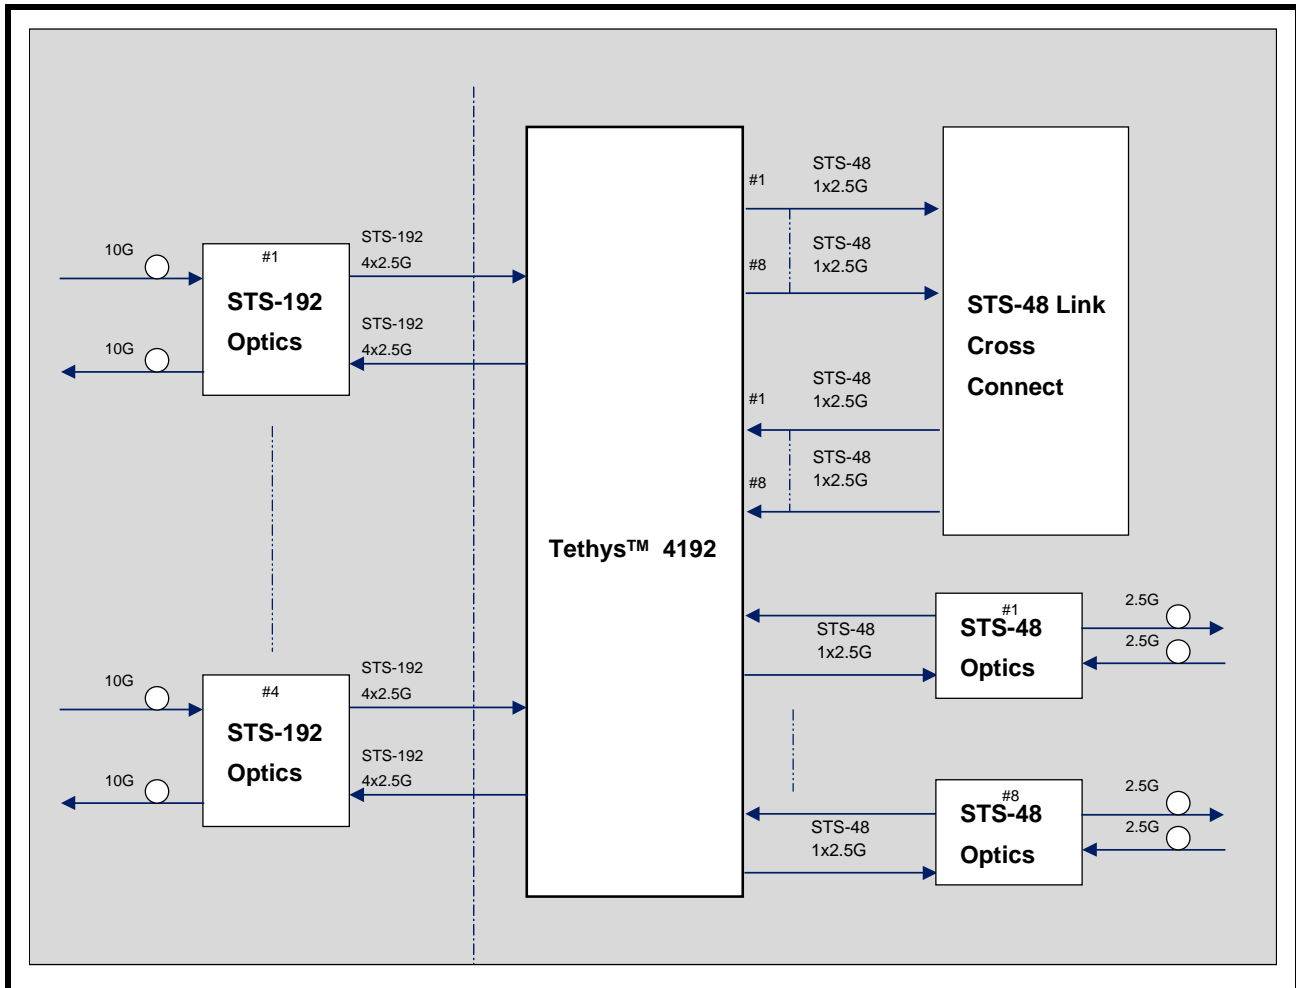 10G
#1
STS-192
Optics
10G
STS-192
4x2.5G
STS-192
4x2.5G
10G
#4
STS-192
Optics
10G
STS-192
4x2.5G
STS-192
4x2.5G
Tethys™ 4192
#1
STS-48
1x2.5G
#8
STS-48
1x2.5G
#1
STS-48
1x2.5G
#8
STS-48
1x2.5G
STS-48 Link
Cross
Connect
STS-48
1x2.5G
#1
STS-48
Optics
2.5G
2.5G
STS-48
1x2.5G
#8
STS-48
Optics
2.5G
2.5G